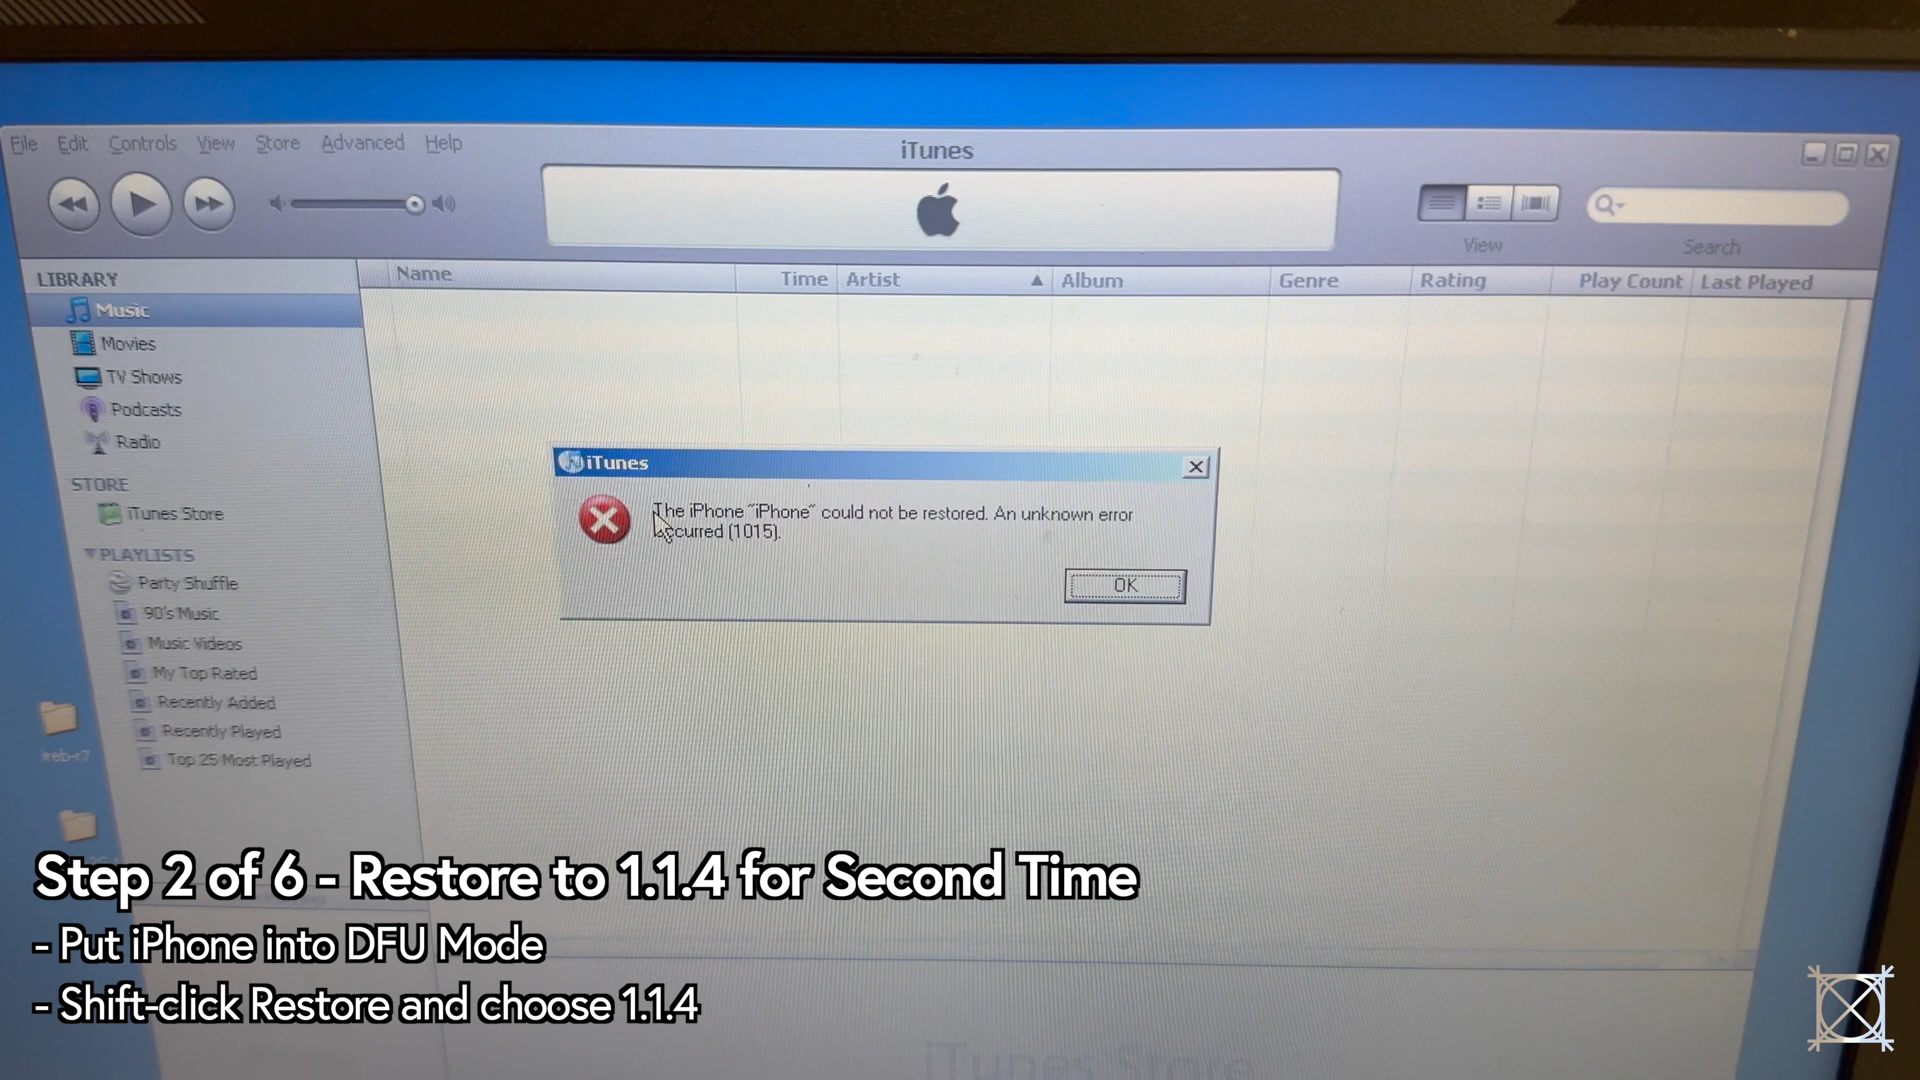 File Edit Controls View Store Advanced Help
iTunes
View
Search
LIBRARY
Music
Movies
TV Shows
Podcasts
Radio
STORE
iTunes Store
PLAYLISTS
Party Shuffle
90's Music
Music Videos
My Top Rated
Recently Added
Recently Played
Top 25 Most Played
Name Time Artist Album Genre Rating Play Count Last Played
iTunes
The iPhone "iPhone" could not be restored. An unknown error
occurred (1015).
OK
ireb-r7
Step 2 of 6 - Restore to 1.1.4 for Second Time
- Put iPhone into DFU Mode
- Shift-click Restore and choose 1.1.4
iTunes Store